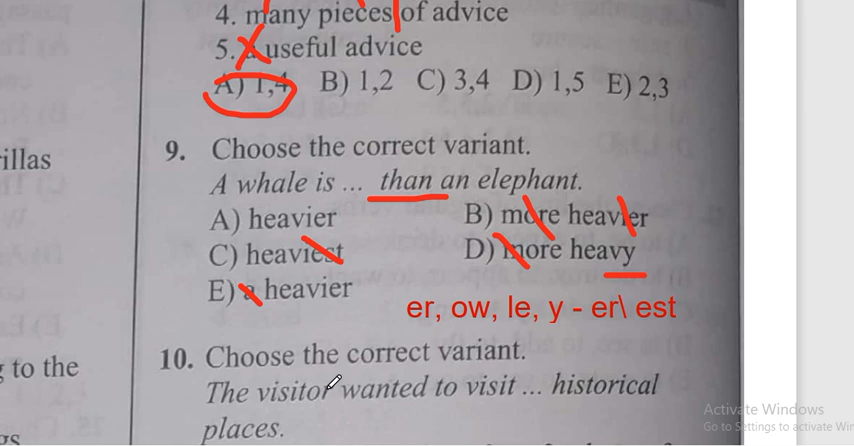 4. many pieces of advice
5. a useful advice
A) 1,4 B) 1,2 C) 3,4 D) 1,5 E) 2,3
rillas
9. Choose the correct variant.
A whale is ... than an elephant.
A) heavier B) more heavier
C) heaviest D) more heavy
E) a heavier
er, ow, le, y - er\ est
10. Choose the correct variant.
to the
The visitor wanted to visit ... historical
places.
Activate Windows
Go to Settings to activate Win